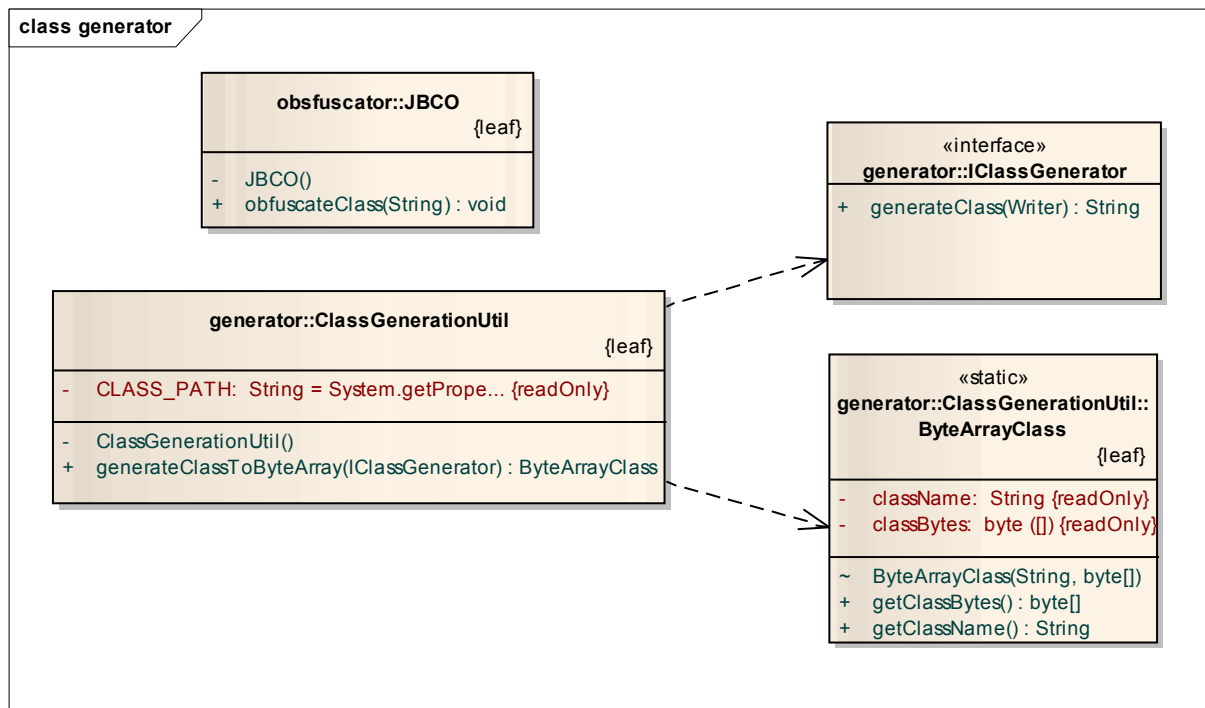 class generator
obsfuscator::JBCO
{leaf}
- JBCO()
+ obfuscateClass(String) : void
«interface»
generator::IClassGenerator
+ generateClass(Writer) : String
generator::ClassGenerationUtil
{leaf}
- CLASS_PATH: String = System.getPrope... {readOnly}
- ClassGenerationUtil()
+ generateClassToByteArray(IClassGenerator) : ByteArrayClass
«static»
generator::ClassGenerationUtil::
ByteArrayClass
{leaf}
- className: String {readOnly}
- classBytes: byte ([]) {readOnly}
~ ByteArrayClass(String, byte[])
+ getClassBytes() : byte[]
+ getClassName() : String